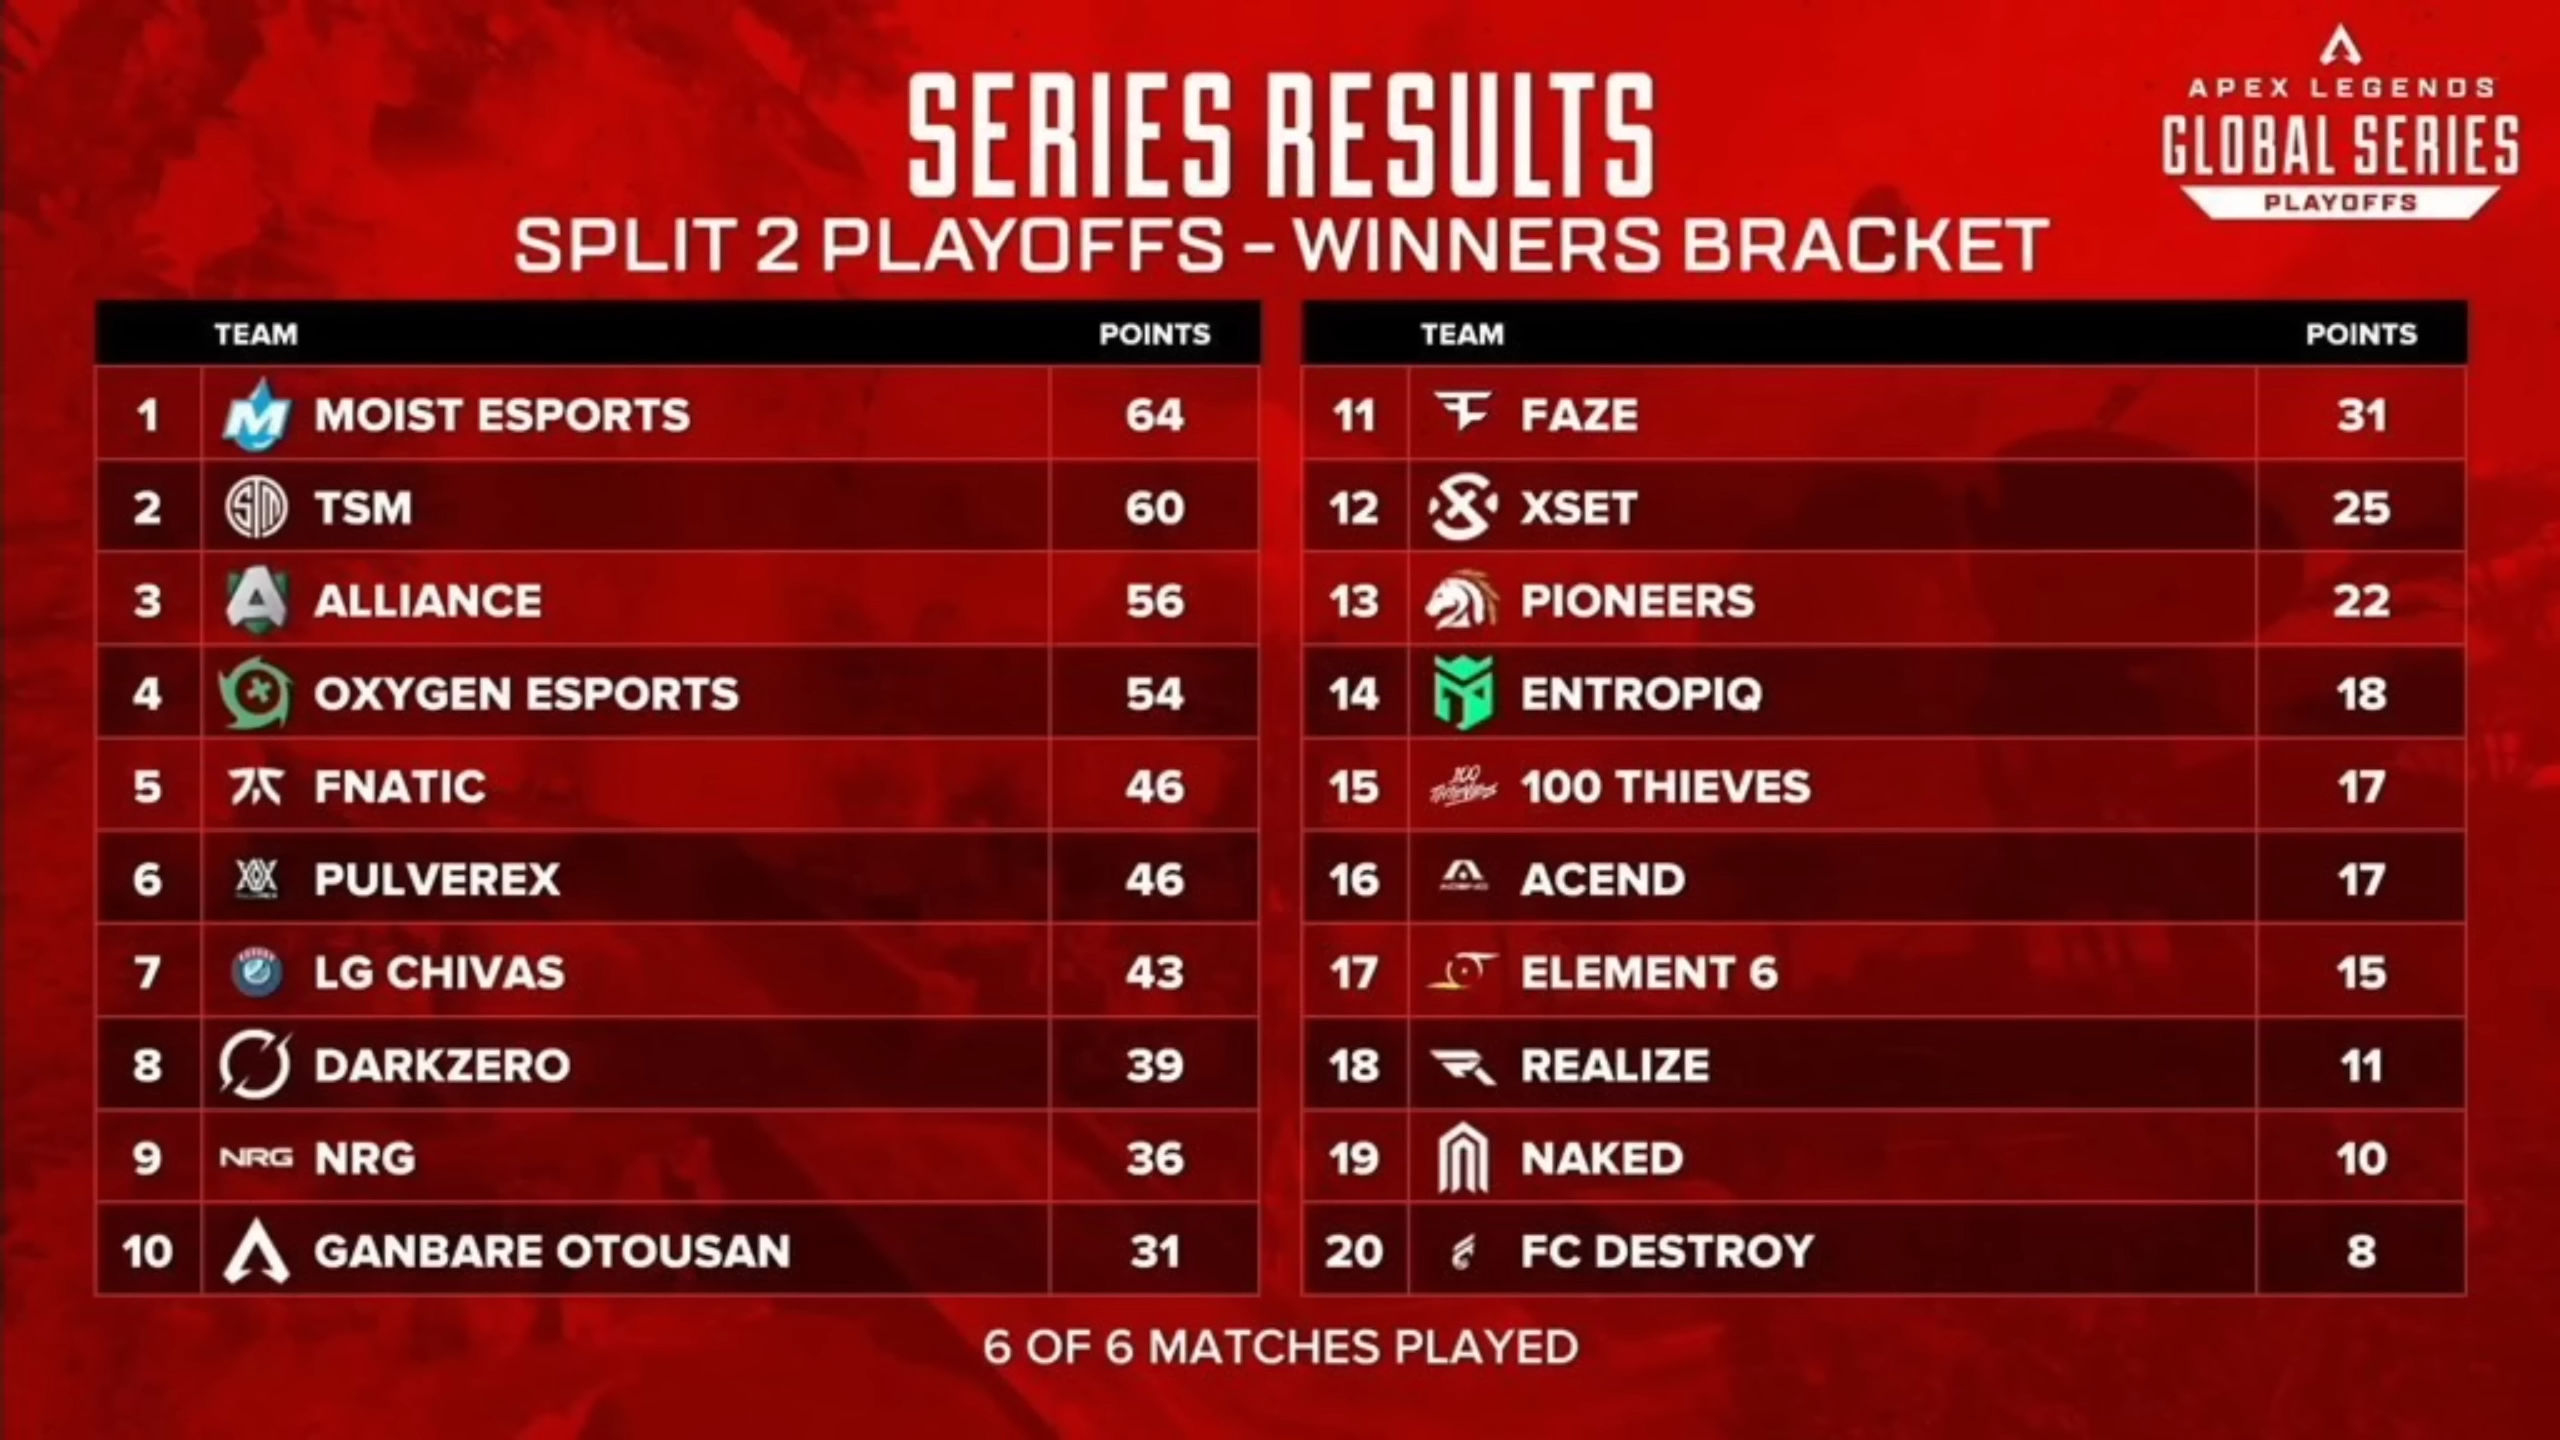 APEX LEGENDS
GLOBAL SERIES
PLAYOFFS
SERIES RESULTS
SPLIT 2 PLAYOFFS – WINNERS BRACKET
TEAM POINTS
1 MOIST ESPORTS 64
2 TSM 60
3 ALLIANCE 56
4 OXYGEN ESPORTS 54
5 FNATIC 46
6 PULVEREX 46
7 LG CHIVAS 43
8 DARKZERO 39
9 NRG NRG 36
10 GANBARE OTOUSAN 31
TEAM POINTS
11 FAZE 31
12 XSET 25
13 PIONEERS 22
14 ENTROPIQ 18
15 100 THIEVES 100 THIEVES 17
16 ACEND 17
17 ELEMENT 6 15
18 REALIZE 11
19 NAKED 10
20 FC DESTROY 8
6 OF 6 MATCHES PLAYED